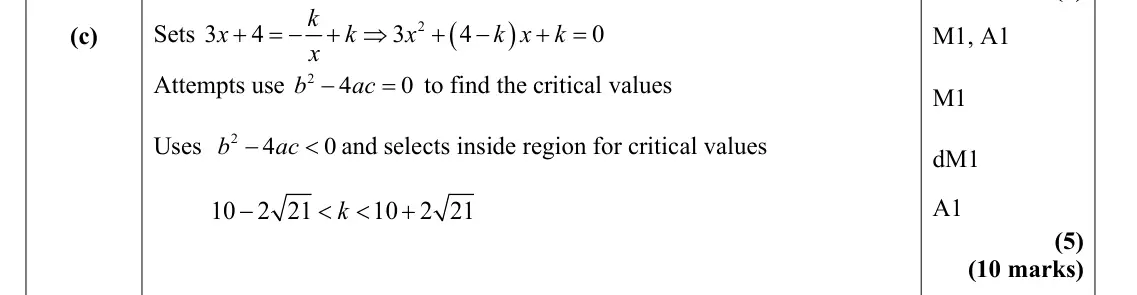 (c) Sets 3x + 4 = −k/x + k ⇒ 3x² + (4 − k)x + k = 0 M1, A1
Attempts use b² − 4ac = 0 to find the critical values M1
Uses b² − 4ac < 0 and selects inside region for critical values dM1
10 − 2√21 < k < 10 + 2√21 A1
(5)
(10 marks)